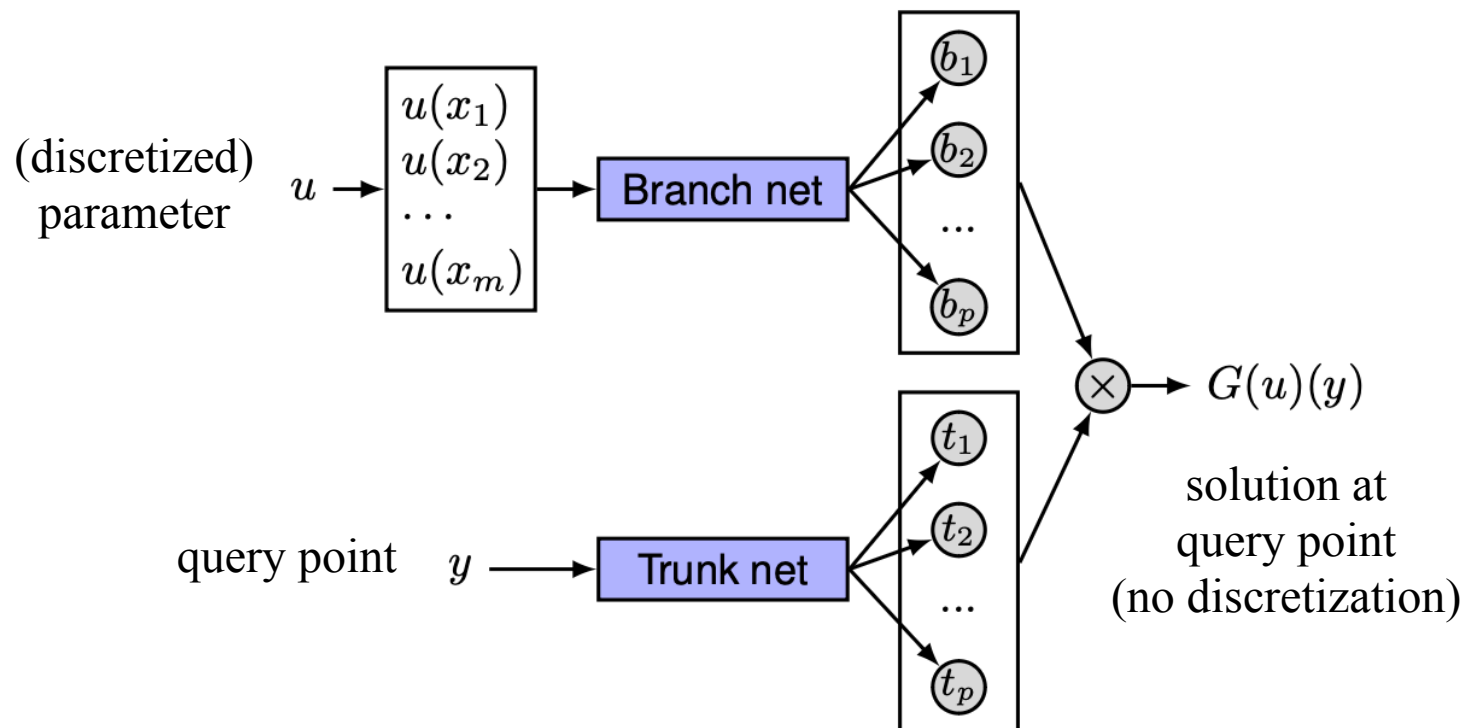 (discretized)
parameter
u
u(x₁)
u(x₂)
...
u(xₘ)
Branch net
b₁
b₂
...
bₚ
query point
y
Trunk net
t₁
t₂
...
tₚ
×
G(u)(y)
solution at
query point
(no discretization)